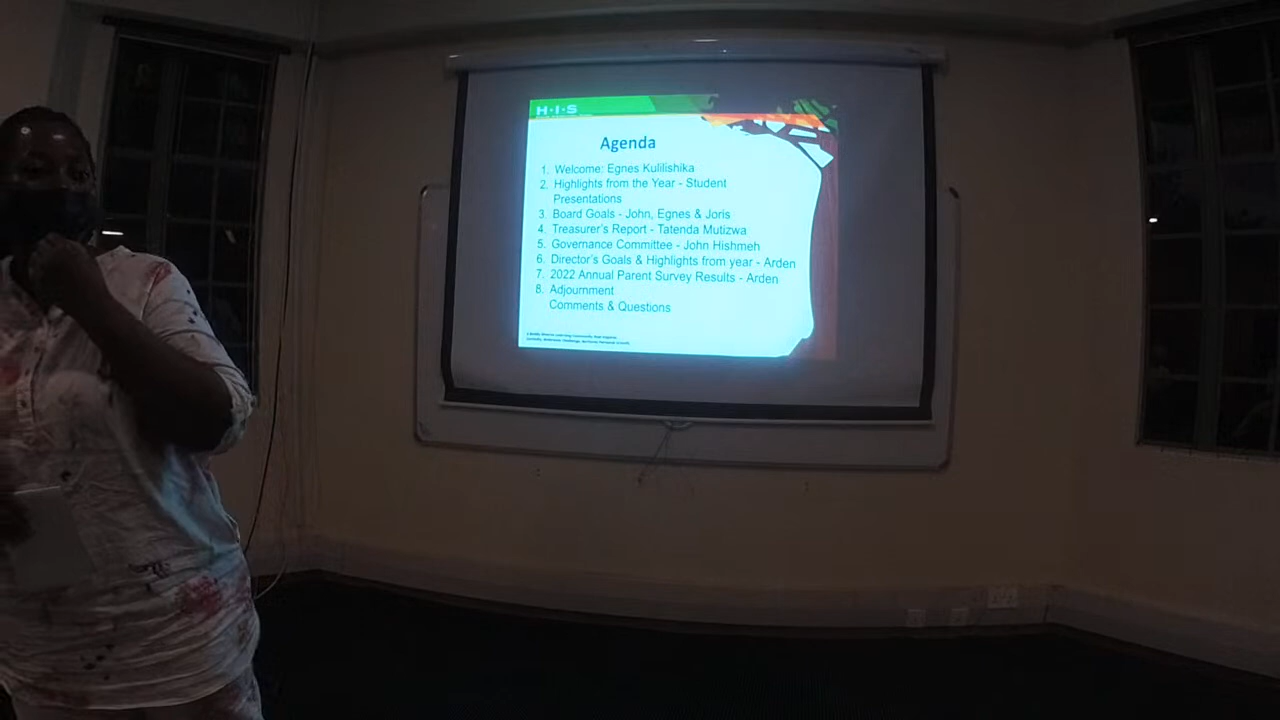 H·I·S
Agenda
1. Welcome: Egnes Kulilishika
2. Highlights from the Year - Student
Presentations
3. Board Goals - John, Egnes & Joris
4. Treasurer's Report - Tatenda Mutizwa
5. Governance Committee - John Hishmeh
6. Director's Goals & Highlights from year - Arden
7. 2022 Annual Parent Survey Results - Arden
8. Adjournment
Comments & Questions